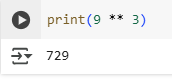 print(9 ** 3)
729